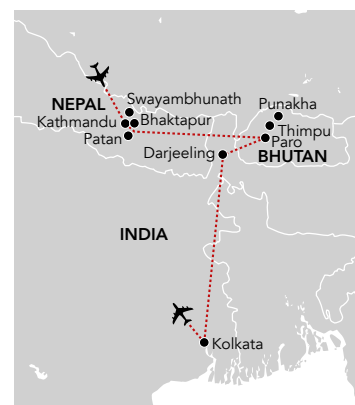 Swayambhunath
NEPAL
Kathmandu
Bhaktapur
Patan
Punakha
Thimpu
Paro
BHUTAN
Darjeeling
INDIA
Kolkata